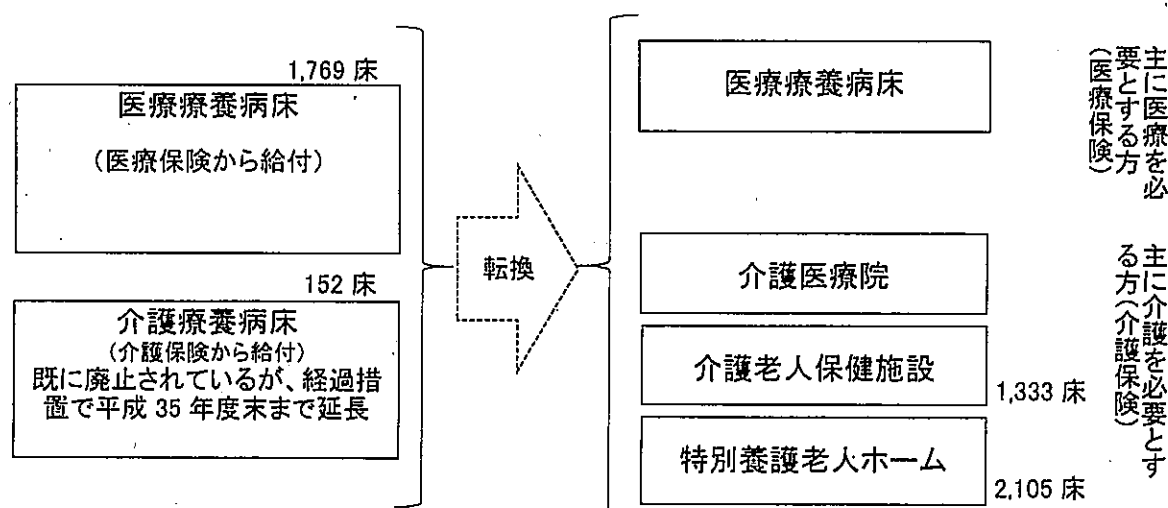 1,769 床
医療療養病床
(医療保険から給付)
152 床
介護療養病床
(介護保険から給付)
既に廃止されているが、経過措
置で平成 35 年度末まで延長
転換
医療療養病床
介護医療院
介護老人保健施設
1,333 床
特別養護老人ホーム
2,105 床
主に医療を必
要とする方
(医療保険)
主に介護を必要とす
る方(介護保険)